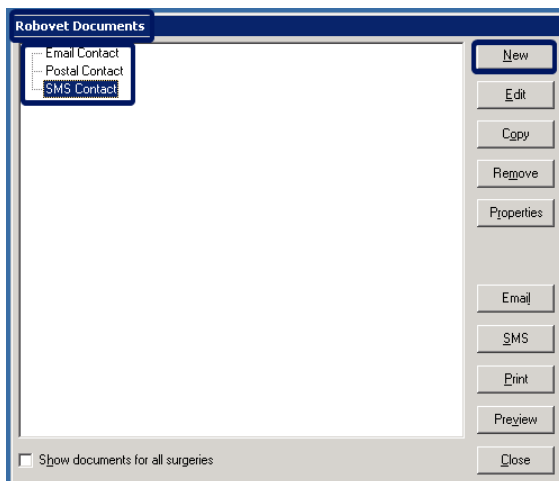 Robovet Documents
Email Contact
Postal Contact
SMS Contact
New
Edit
Copy
Remove
Properties
Email
SMS
Print
Preview
Show documents for all surgeries
Close